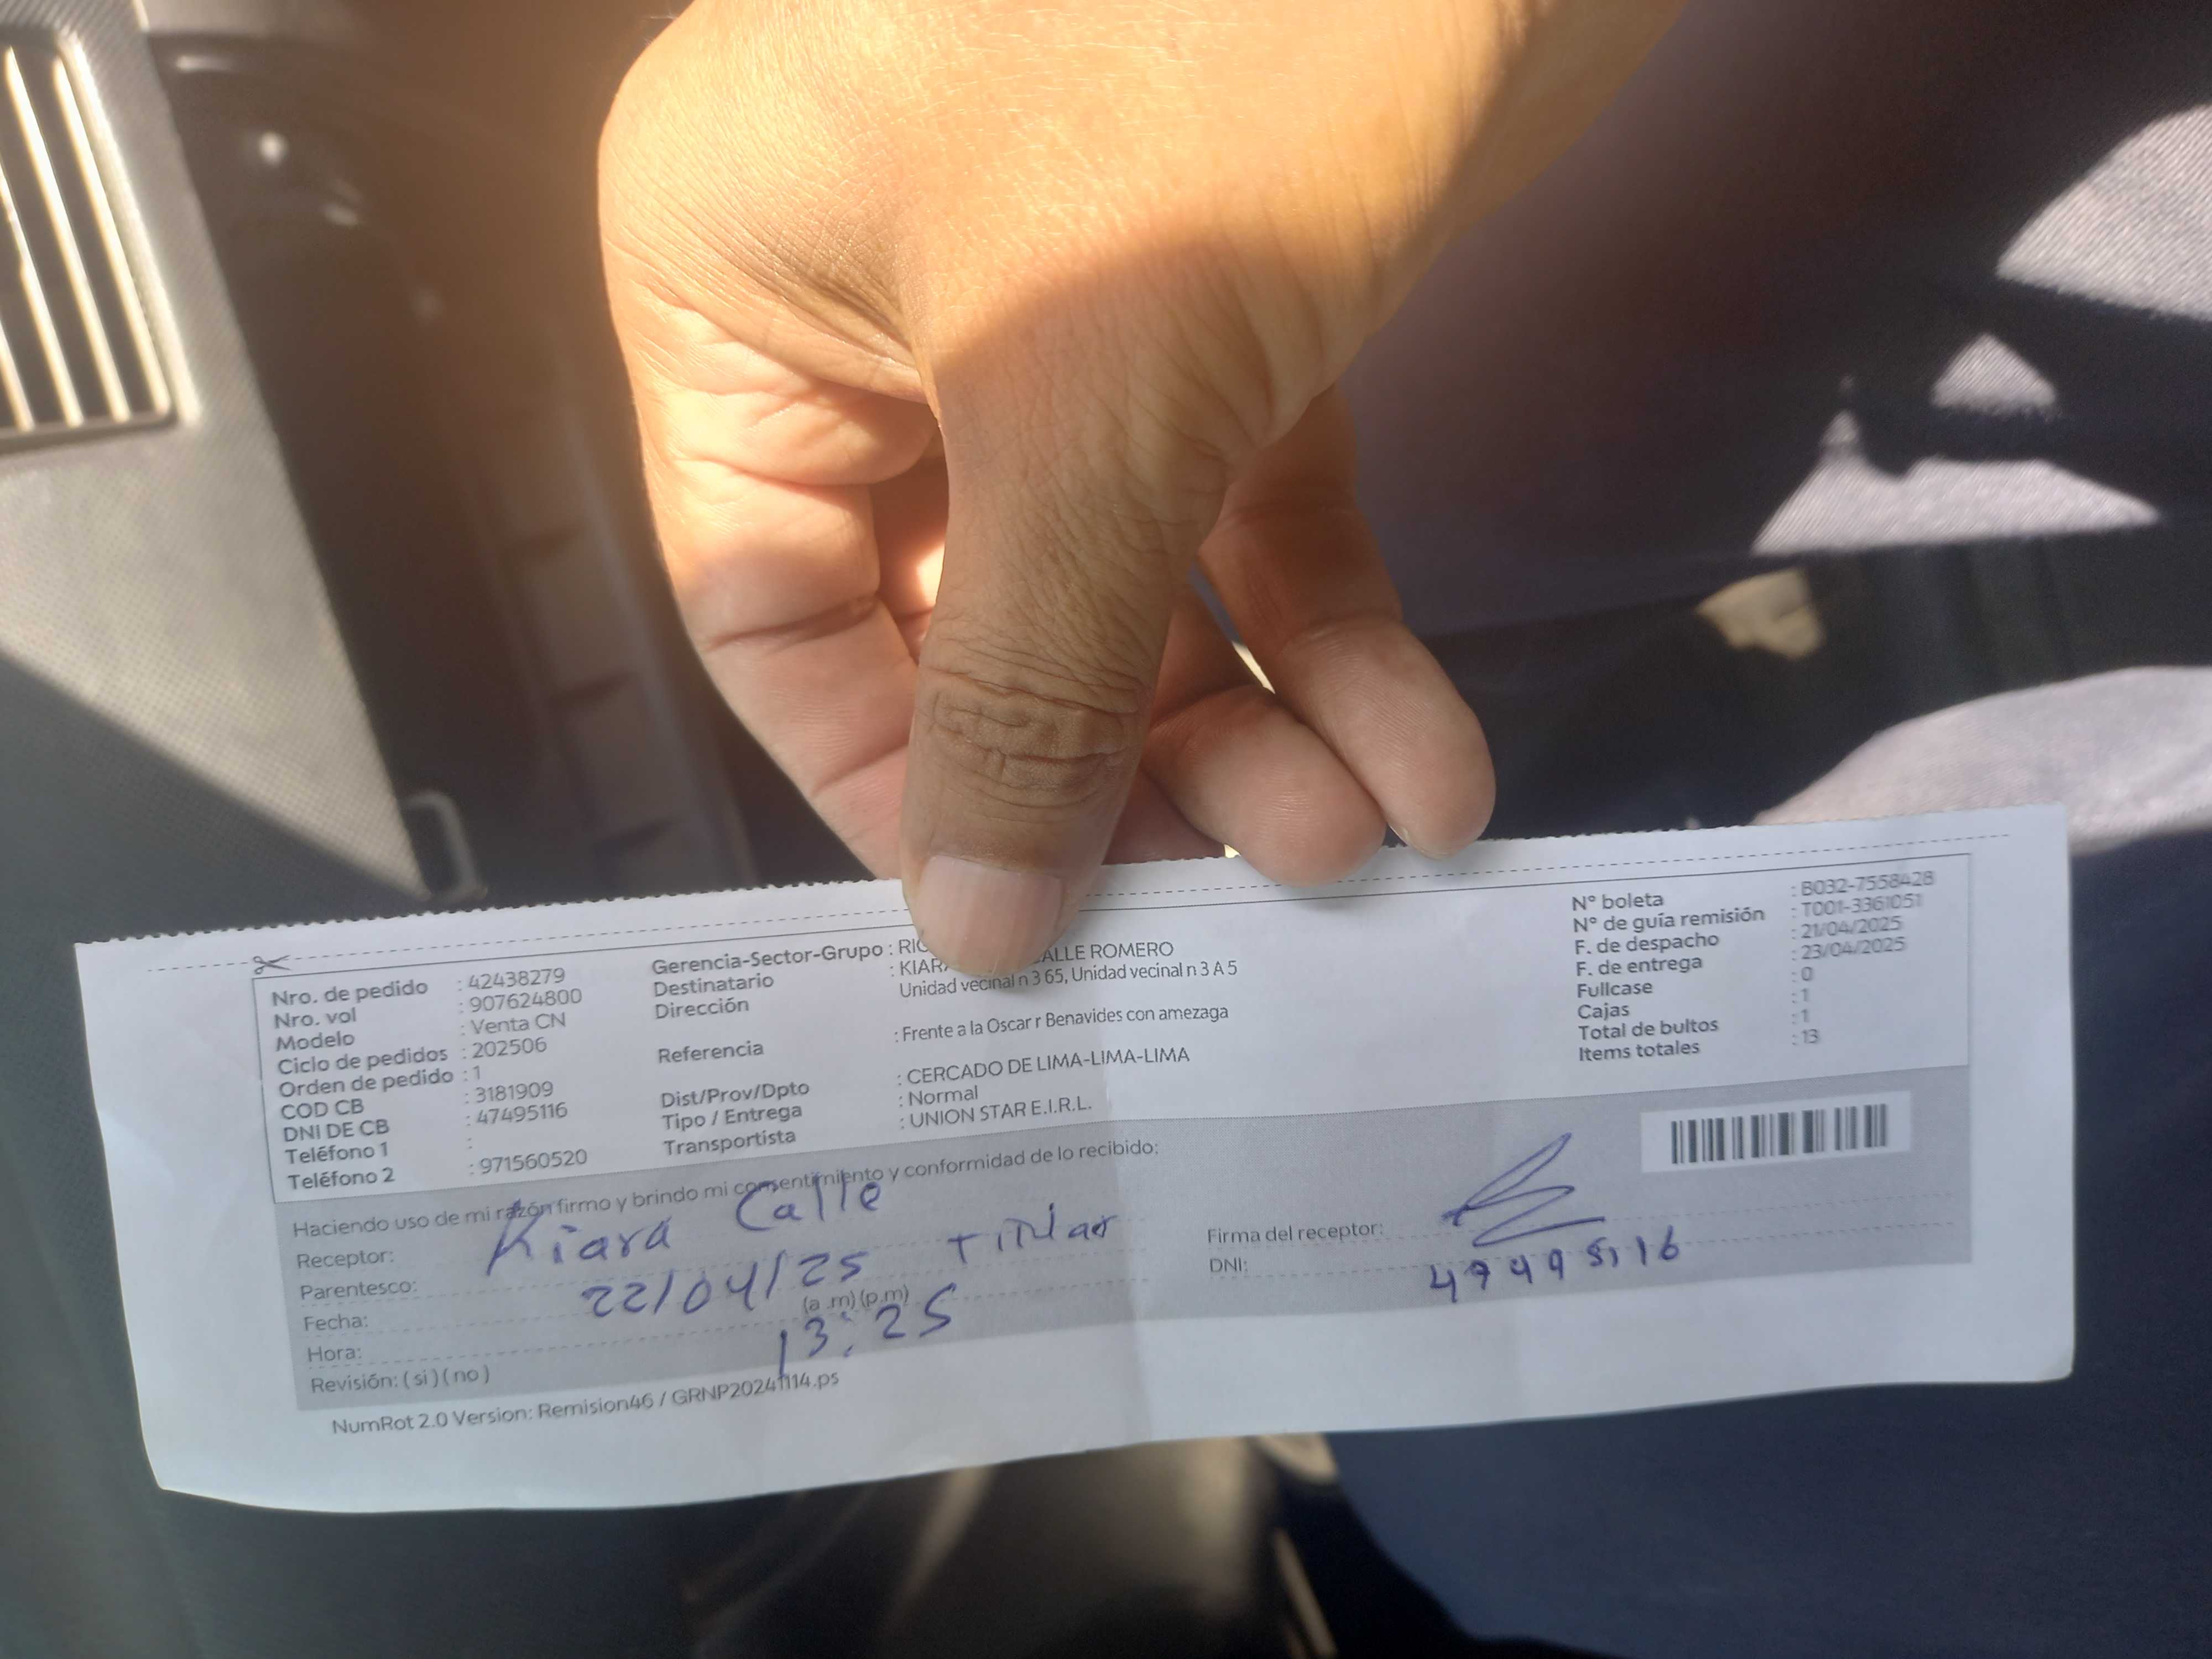 Nro. de pedido : 42438279
Nro. vol : 907624800
Modelo : Venta CN
Ciclo de pedidos : 202506
Orden de pedido : 1
COD CB : 3181909
DNI DE CB : 47495116
Teléfono 1 :
Teléfono 2 : 971560520
Gerencia-Sector-Grupo :
Destinatario : ROMERO
Dirección Unidad vecinal n 3 65, Unidad vecinal n 3 A 5
Referencia : Frente a la Oscar r Benavides con amezaga
Dist/Prov/Dpto : CERCADO DE LIMA-LIMA-LIMA
Tipo / Entrega : Normal
Transportista : UNION STAR E.I.R.L.
N° boleta : B032-7558428
N° de guía remisión : T001-3361051
F. de despacho : 21/04/2025
F. de entrega : 23/04/2025
Fullcase : 0
Cajas : 1
Total de bultos : 1
Items totales : 13
Haciendo uso de mi razón firmo y brindo mi consentimiento y conformidad de lo recibido:
Receptor: Kiara Calle
Parentesco: Titular
Fecha: 22/04/25
Hora: 13:25 (a .m) (p.m)
Revisión: ( si ) ( no )
Firma del receptor:
DNI: 47495116
NumRot 2.0 Version: Remision46 / GRNP20241114.ps